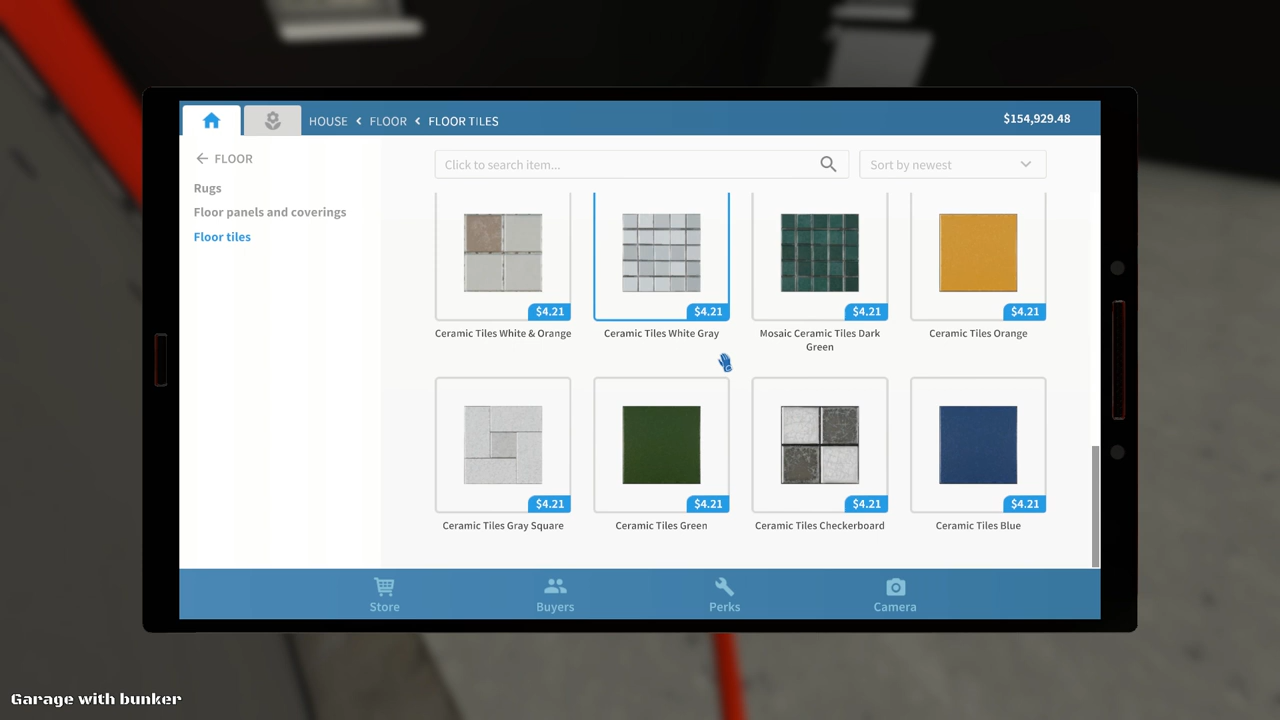 HOUSE < FLOOR < FLOOR TILES
$154,929.48
FLOOR
Rugs
Floor panels and coverings
Floor tiles
Click to search item...
Sort by newest
$4.21
$4.21
$4.21
$4.21
Ceramic Tiles White & Orange
Ceramic Tiles White Gray
Mosaic Ceramic Tiles Dark
Green
Ceramic Tiles Orange
$4.21
$4.21
$4.21
$4.21
Ceramic Tiles Gray Square
Ceramic Tiles Green
Ceramic Tiles Checkerboard
Ceramic Tiles Blue
Store
Buyers
Perks
Camera
Garage with bunker